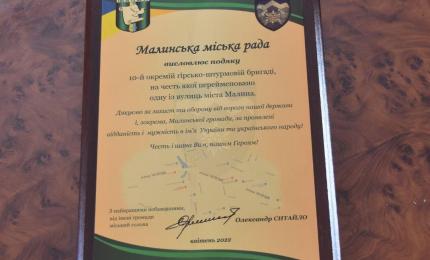 Малинська міська рада
висловлює подяку
10-й окремій гірсько-штурмовій бригаді,
на честь якої перейменовано
одну із вулиць міста Малина.
Дякуємо за захист та оборону від ворога нашої держави
і, зокрема, Малинської громади, за проявлені
відданість і мужність в ім'я України та українського народу!
Честь і шана Вам, нашим Героям!
З найкращими побажаннями,
від імені громади
міський голова
Олександр СИТАЙЛО
квітень 2022